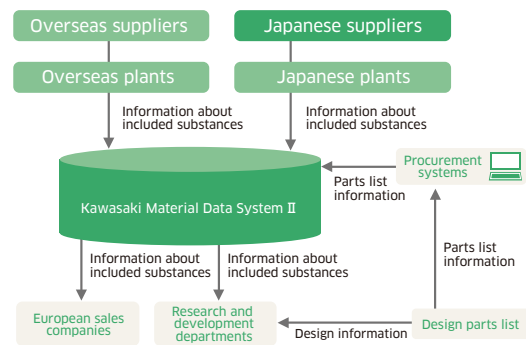 Overseas suppliers
Japanese suppliers
Overseas plants
Japanese plants
Information about
included substances
Information about
included substances
Procurement
systems
Parts list
information
Kawasaki Material Data System Ⅱ
Parts list
information
Information about
included substances
Information about
included substances
European sales
companies
Research and
development
departments
Design information
Design parts list